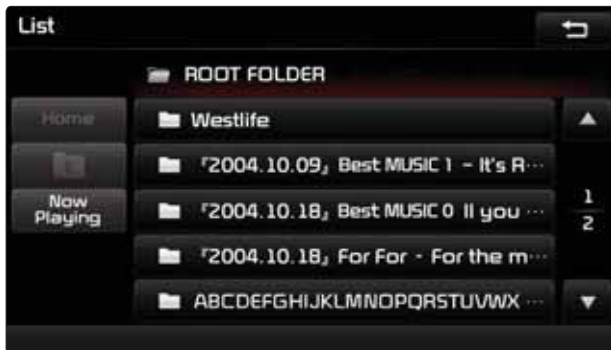 List
ROOT FOLDER
Home
Westlife
『2004.10.09』 Best MUSIC 1 - It's R…
Now
Playing
『2004.10.18』 Best MUSIC 0 ll you …
1
2
『2004.10.18』 For For - For the m…
ABCDEFGHIJKLMNOPQRSTUVWX …